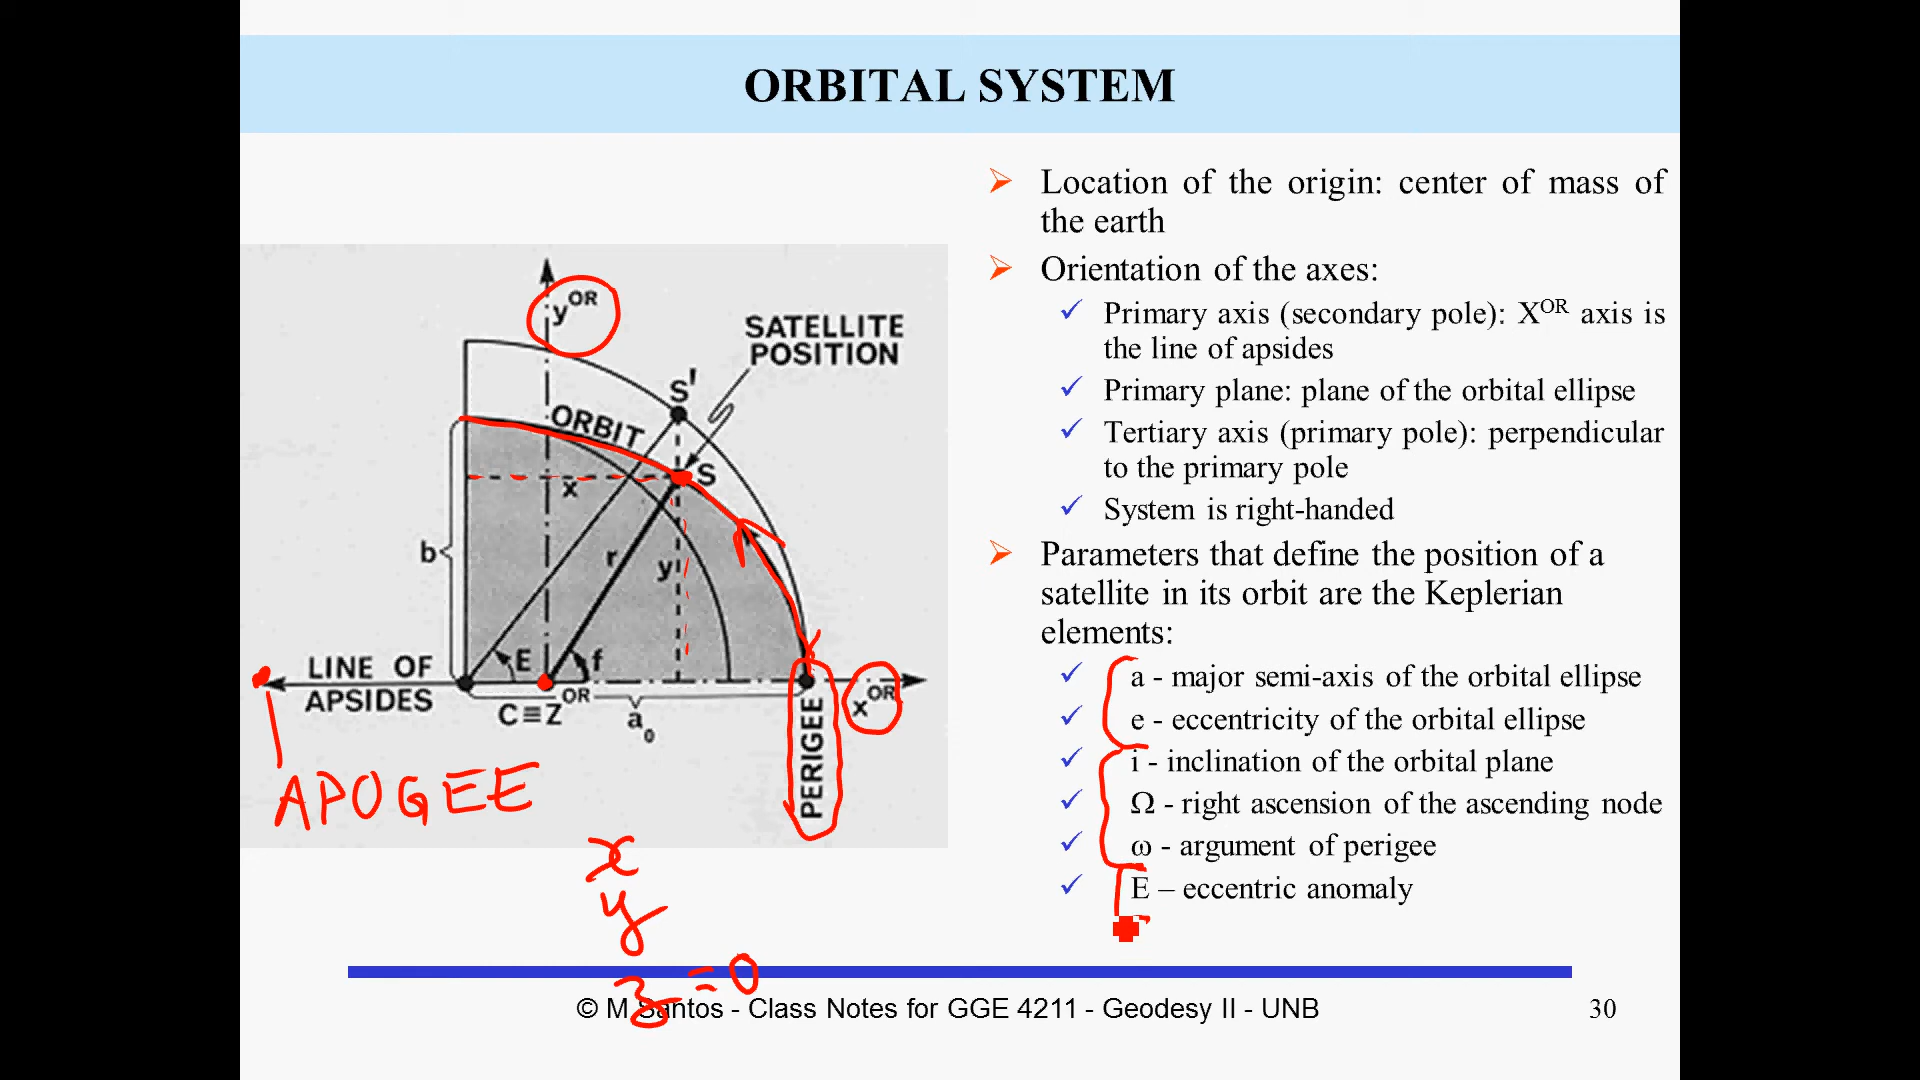 ORBITAL SYSTEM
y^OR
SATELLITE
POSITION
S'
ORBIT
S
x
b
r
y
LINE OF
APSIDES
E
f
C≡Z^OR
a₀
PERIGEE
x^OR
APOGEE
x
y
z = 0
Location of the origin: center of mass of
the earth
Orientation of the axes:
Primary axis (secondary pole): X^OR axis is
the line of apsides
Primary plane: plane of the orbital ellipse
Tertiary axis (primary pole): perpendicular
to the primary pole
System is right-handed
Parameters that define the position of a
satellite in its orbit are the Keplerian
elements:
a - major semi-axis of the orbital ellipse
e - eccentricity of the orbital ellipse
i - inclination of the orbital plane
Ω - right ascension of the ascending node
ω - argument of perigee
E – eccentric anomaly
© M Santos - Class Notes for GGE 4211 - Geodesy II - UNB
30